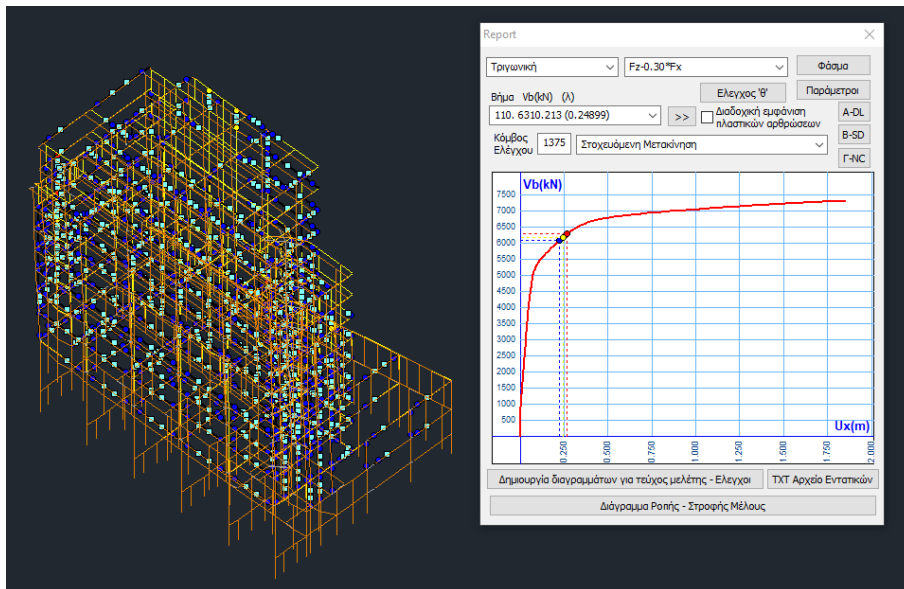 Report
Τριγωνική Fz-0.30*Fx Φάσμα
Βήμα Vb(kN) (λ) Ελεγχος 'θ' Παράμετροι
110. 6310.213 (0.24899) >> Διαδοχική εμφάνιση πλαστικών αρθρώσεων A-DL
Κόμβος Ελέγχου 1375 Στοχευόμενη Μετακίνηση B-SD
Γ-NC
Vb(kN)
7500
7000
6500
6000
5500
5000
4500
4000
3500
3000
2500
2000
1500
1000
500
Ux(m)
0.250 0.500 0.750 1.000 1.250 1.500 1.750 2.000
Δημιουργία διαγραμμάτων για τεύχος μελέτης - Ελεγχοι TXT Αρχείο Εντατικών
Διάγραμμα Ροπής - Στροφής Μέλους